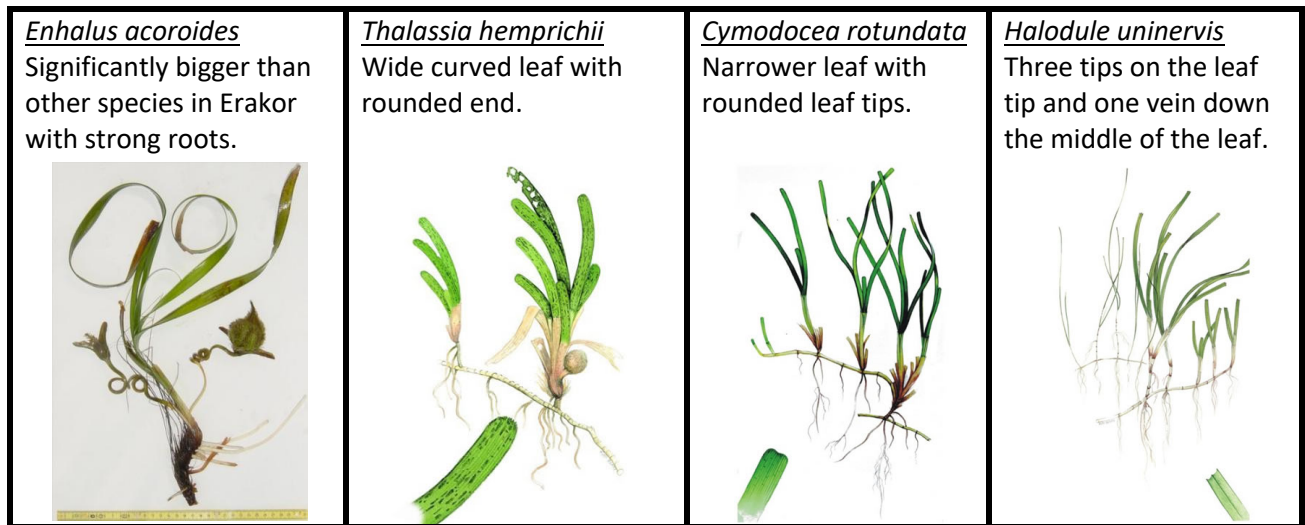 Enhalus acoroides
Significantly bigger than
other species in Erakor
with strong roots.
Thalassia hemprichii
Wide curved leaf with
rounded end.
Cymodocea rotundata
Narrower leaf with
rounded leaf tips.
Halodule uninervis
Three tips on the leaf
tip and one vein down
the middle of the leaf.